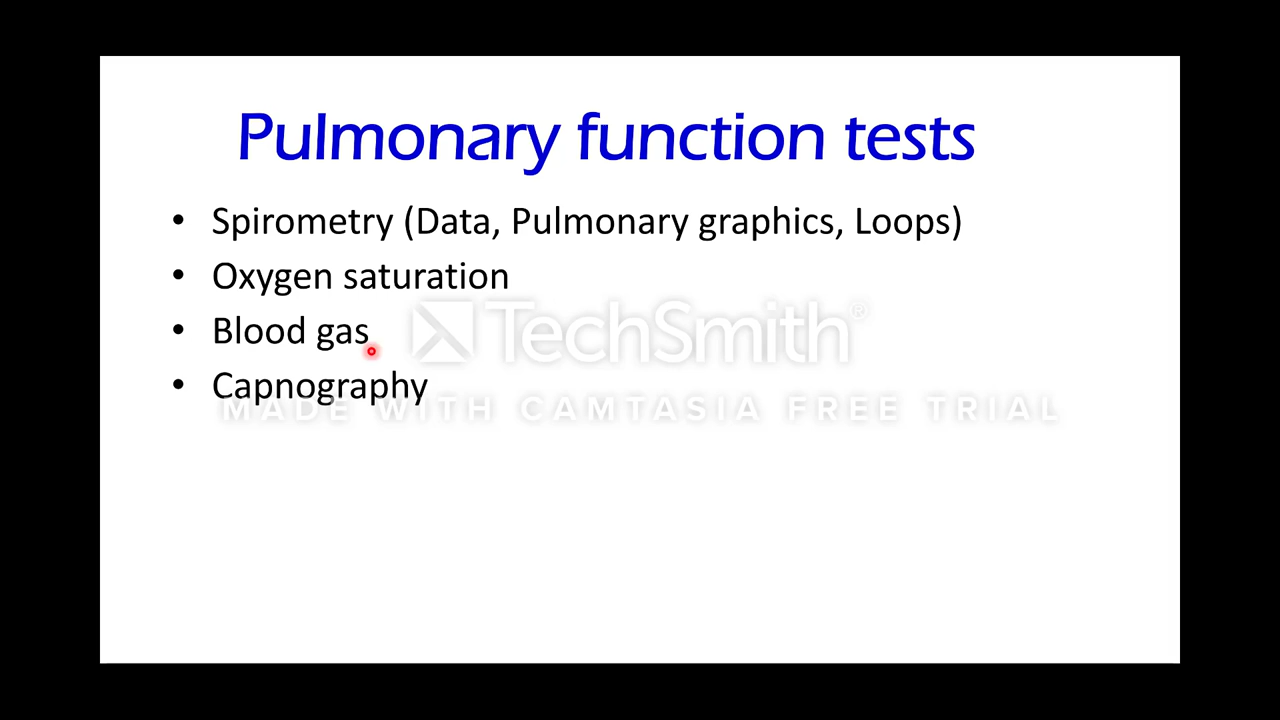 Pulmonary function tests
• Spirometry (Data, Pulmonary graphics, Loops)
• Oxygen saturation
TechSmith®
• Blood gas
• Capnography
MADE WITH CAMTASIA FREE TRIAL